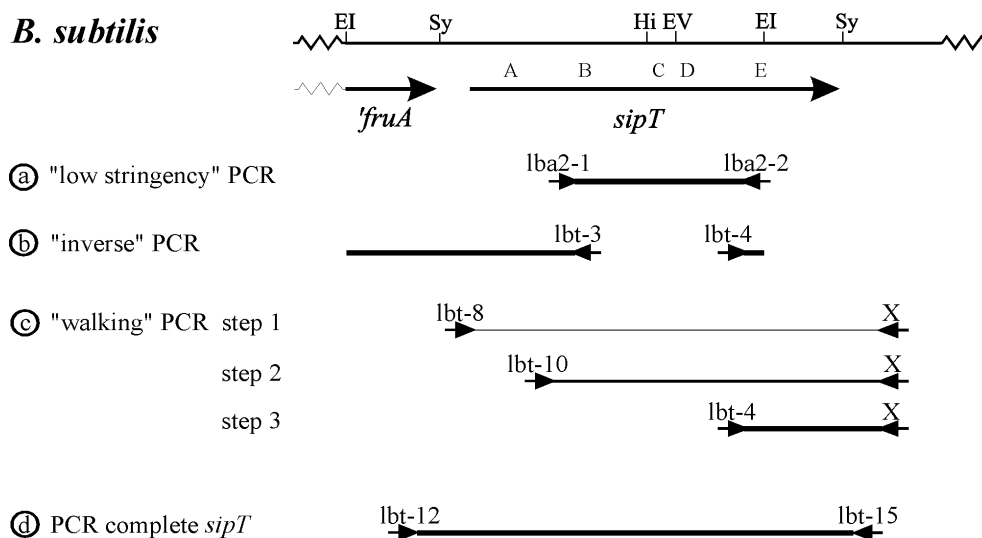 B. subtilis
EI Sy Hi EV EI Sy
A B C D E
'fruA sipT
lba2-1 lba2-2
a "low stringency" PCR
lbt-3 lbt-4
b "inverse" PCR
lbt-8 X
c "walking" PCR step 1
lbt-10 X
step 2
lbt-4 X
step 3
lbt-12 lbt-15
d PCR complete sipT